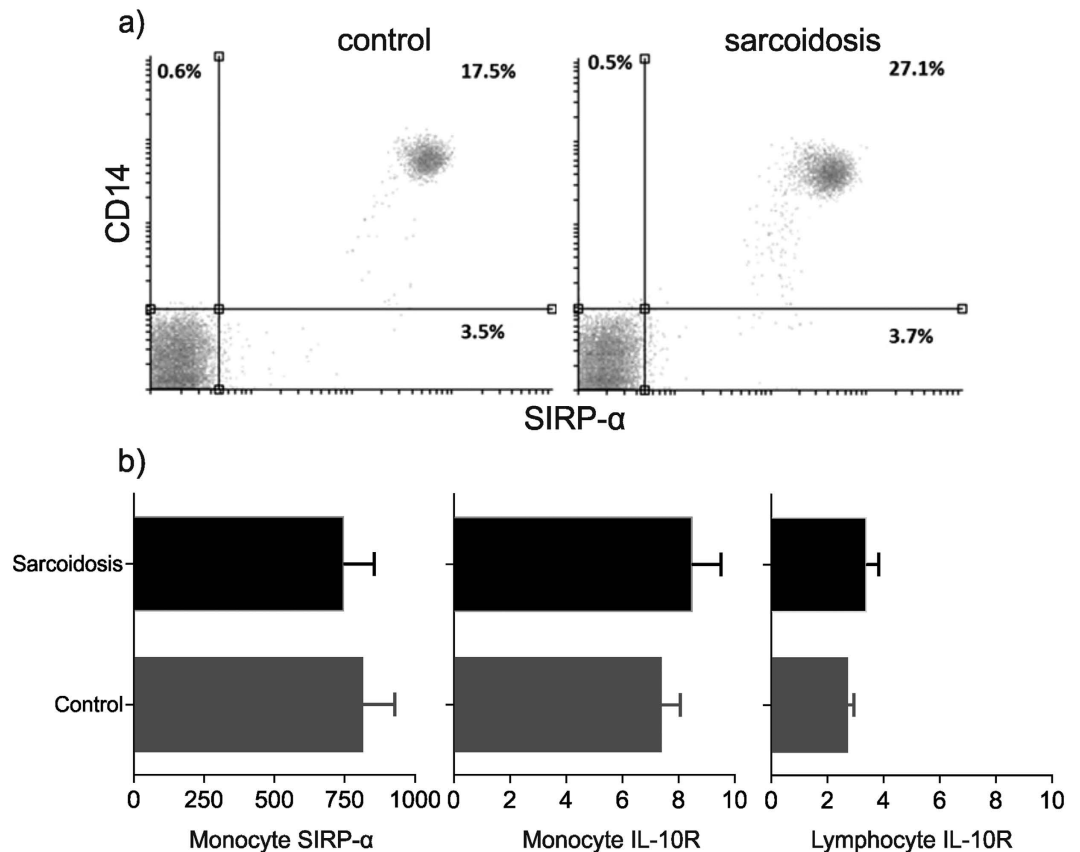 a)
control
sarcoidosis
0.6%
17.5%
0.5%
27.1%
CD14
3.5%
3.7%
SIRP-α
b)
Sarcoidosis
Control
0 250 500 750 1000
0 2 4 6 8 10
0 2 4 6 8 10
Monocyte SIRP-α
Monocyte IL-10R
Lymphocyte IL-10R